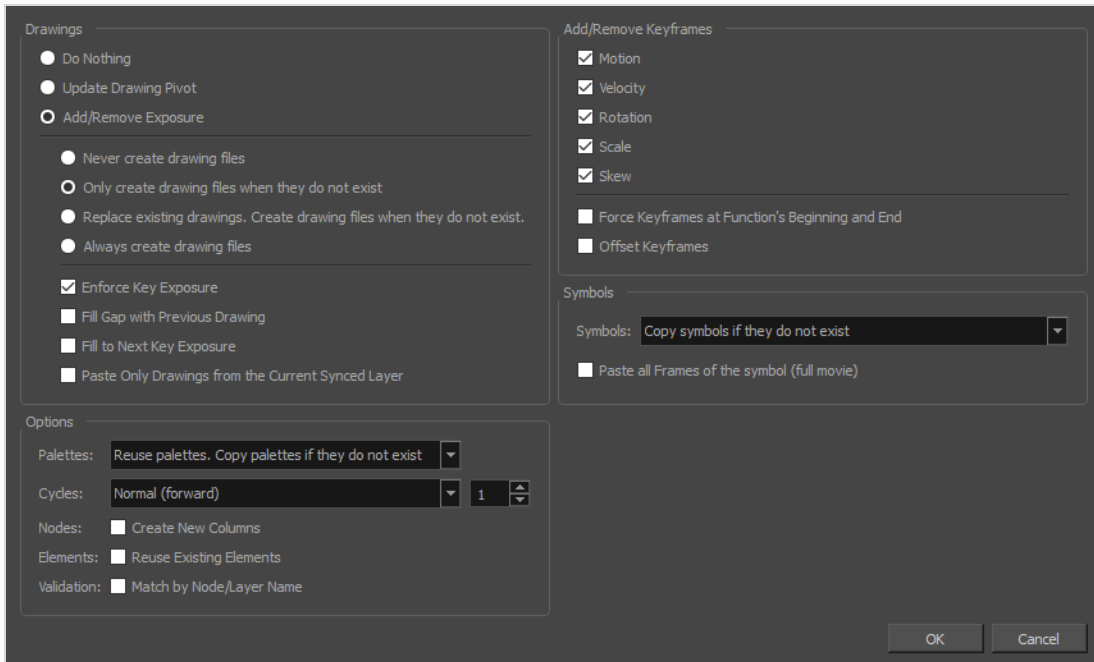 Drawings
Do Nothing
Update Drawing Pivot
Add/Remove Exposure
Never create drawing files
Only create drawing files when they do not exist
Replace existing drawings. Create drawing files when they do not exist.
Always create drawing files
Enforce Key Exposure
Fill Gap with Previous Drawing
Fill to Next Key Exposure
Paste Only Drawings from the Current Synced Layer
Add/Remove Keyframes
Motion
Velocity
Rotation
Scale
Skew
Force Keyframes at Function's Beginning and End
Offset Keyframes
Symbols
Symbols: Copy symbols if they do not exist
Paste all Frames of the symbol (full movie)
Options
Palettes: Reuse palettes. Copy palettes if they do not exist
Cycles: Normal (forward) 1
Nodes: Create New Columns
Elements: Reuse Existing Elements
Validation: Match by Node/Layer Name
OK Cancel